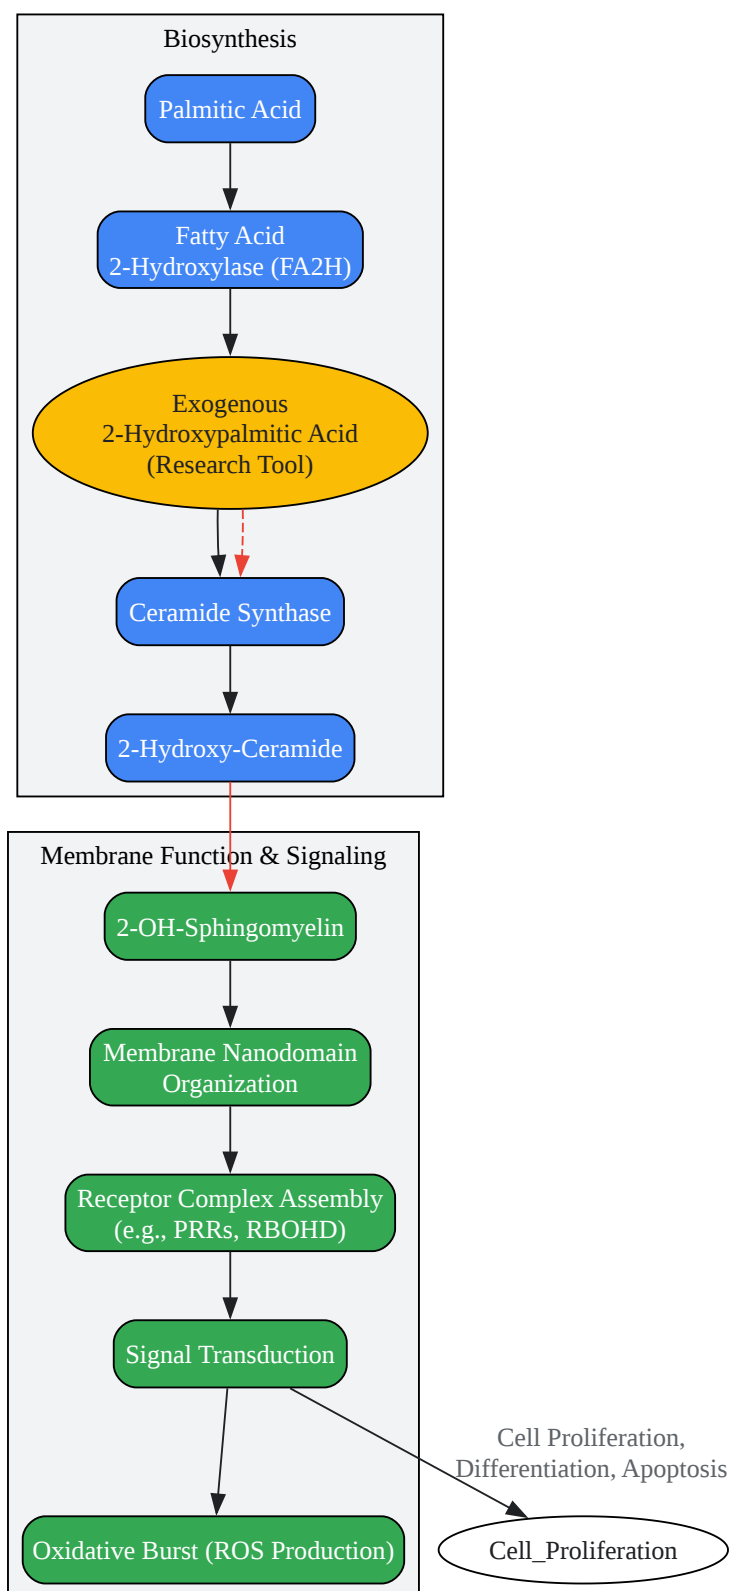 Biosynthesis
Palmitic Acid
Fatty Acid
2-Hydroxylase (FA2H)
Exogenous
2-Hydroxypalmitic Acid
(Research Tool)
Ceramide Synthase
2-Hydroxy-Ceramide
Membrane Function & Signaling
2-OH-Sphingomyelin
Membrane Nanodomain
Organization
Receptor Complex Assembly
(e.g., PRRs, RBOHD)
Signal Transduction
Cell Proliferation,
Differentiation, Apoptosis
Oxidative Burst (ROS Production)
Cell_Proliferation